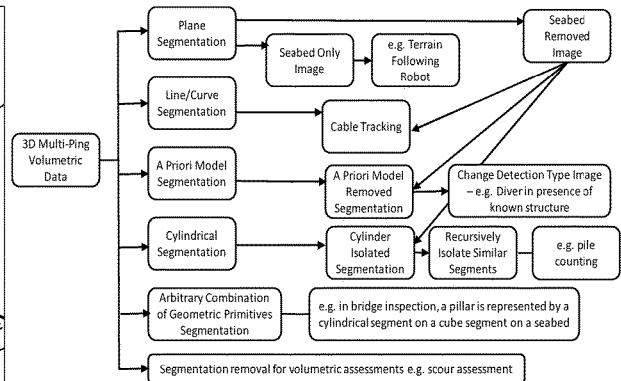 Plane
Segmentation
Seabed
Removed
Image
Seabed Only
Image
e.g. Terrain
Following
Robot
Line/Curve
Segmentation
Cable Tracking
3D Multi-Ping
Volumetric
Data
A Priori Model
Segmentation
A Priori Model
Removed
Segmentation
Change Detection Type Image
– e.g. Diver in presence of
known structure
Cylindrical
Segmentation
Cylinder
Isolated
Segmentation
Recursively
Isolate Similar
Segments
e.g. pile
counting
Arbitrary Combination
of Geometric Primitives
Segmentation
e.g. in bridge inspection, a pillar is represented by a
cylindrical segment on a cube segment on a seabed
Segmentation removal for volumetric assessments e.g. scour assessment